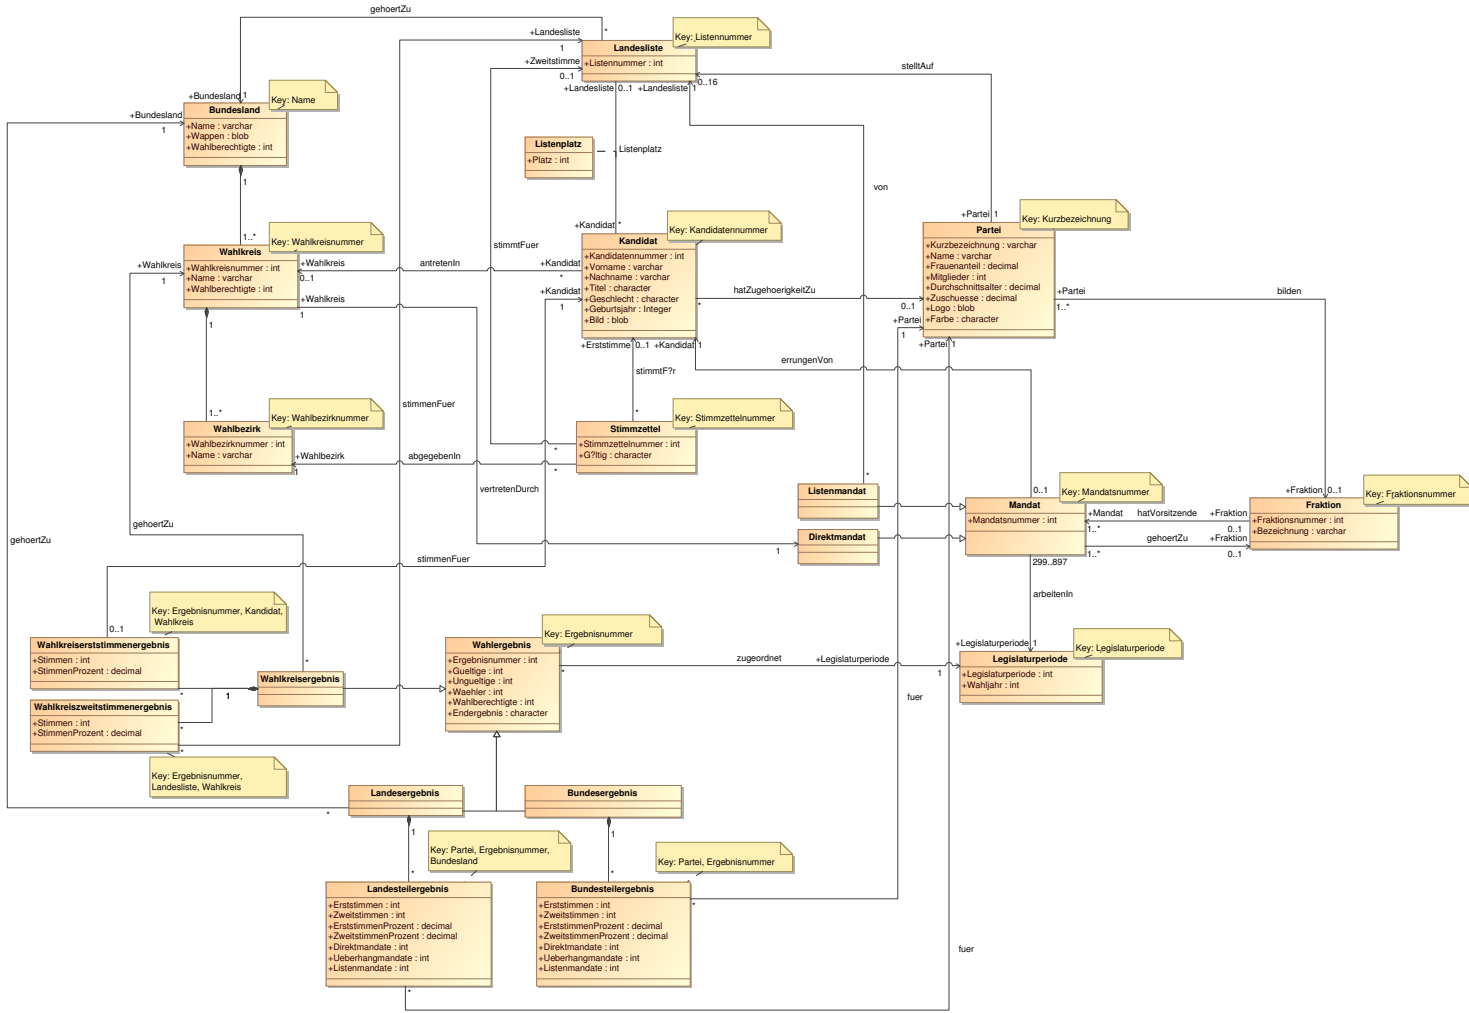 gehoertZu
+Landesliste
1
*
Landesliste
+Listennummer : int
Key: Listennummer
+Zweitstimme
0..1
+Landesliste
0..1
+Landesliste
1
0..16
stelltAuf
+Bundesland
1
+Bundesland
1
Bundesland
+Name : varchar
+Wappen : blob
+Wahlberechtigte : int
Key: Name
1
1..*
Listenplatz
+Platz : int
Listenplatz
von
+Kandidat
*
stimmtFuer
Wahlkreis
+Wahlkreisnummer : int
+Name : varchar
+Wahlberechtigte : int
Key: Wahlkreisnummer
+Wahlkreis
1
+Wahlkreis
0..1
antretenIn
+Kandidat
*
+Wahlkreis
1
+Kandidat
1
Kandidat
+Kandidatennummer : int
+Vorname : varchar
+Nachname : varchar
+Titel : character
+Geschlecht : character
+Geburtsjahr : Integer
+Bild : blob
Key: Kandidatennummer
hatZugehoerigkeitZu
*
0..1
+Partei
1
Partei
+Kurzbezeichnung : varchar
+Name : varchar
+Frauenanteil : decimal
+Mitglieder : int
+Durchschnittsalter : decimal
+Zuschuesse : decimal
+Logo : blob
+Farbe : character
Key: Kurzbezeichnung
+Partei
1..*
bilden
+Partei
1
+Partei
1
+Erststimme
0..1
+Kandidat
1
errungenVon
stimmtF?r
*
1
1..*
Wahlbezirk
+Wahlbezirknummer : int
+Name : varchar
Key: Wahlbezirknummer
stimmenFuer
+Wahlbezirk
1
abgegebenIn
*
*
Stimmzettel
+Stimmzettelnummer : int
+G?ltig : character
Key: Stimmzettelnummer
vertretenDurch
1
*
Listenmandat
Direktmandat
0..1
Mandat
+Mandatsnummer : int
Key: Mandatsnummer
+Mandat
1..*
hatVorsitzende
+Fraktion
0..1
gehoertZu
1..*
+Fraktion
0..1
+Fraktion
0..1
Fraktion
+Fraktionsnummer : int
+Bezeichnung : varchar
Key: Fraktionsnummer
299..897
arbeitenIn
gehoertZu
gehoertZu
stimmenFuer
0..1
Key: Ergebnisnummer, Kandidat,
Wahlkreis
Wahlkreiserststimmenergebnis
+Stimmen : int
+StimmenProzent : decimal
*
1
*
Wahlkreisergebnis
Wahlkreiszweitstimmenergebnis
+Stimmen : int
+StimmenProzent : decimal
*
*
Key: Ergebnisnummer,
Landesliste, Wahlkreis
Wahlergebnis
+Ergebnisnummer : int
+Gueltige : int
+Ungueltige : int
+Waehler : int
+Wahlberechtigte : int
+Endergebnis : character
Key: Ergebnisnummer
*
zugeordnet
+Legislaturperiode
1
+Legislaturperiode
1
Legislaturperiode
+Legislaturperiode : int
+Wahljahr : int
Key: Legislaturperiode
fuer
*
Landesergebnis
1
Bundesergebnis
1
Key: Partei, Ergebnisnummer,
Bundesland
Key: Partei, Ergebnisnummer
*
Landesteilergebnis
+Erststimmen : int
+Zweitstimmen : int
+ErststimmenProzent : decimal
+ZweitstimmenProzent : decimal
+Direktmandate : int
+Ueberhangmandate : int
+Listenmandate : int
*
*
Bundesteilergebnis
+Erststimmen : int
+Zweitstimmen : int
+ErststimmenProzent : decimal
+ZweitstimmenProzent : decimal
+Direktmandate : int
+Ueberhangmandate : int
+Listenmandate : int
*
fuer